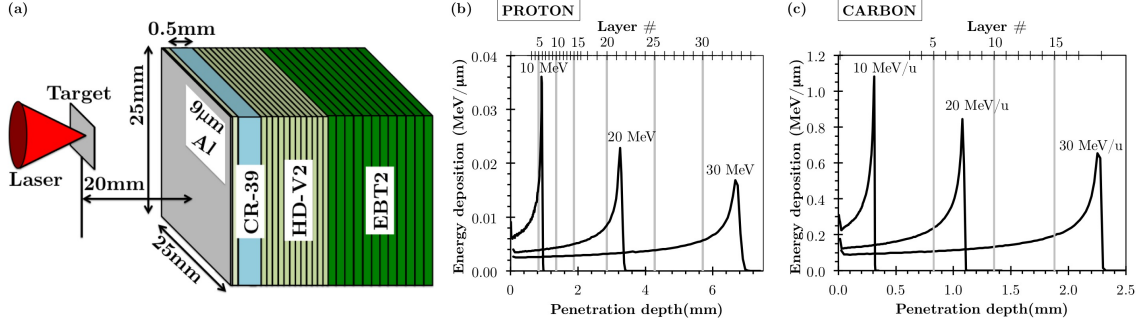 (a)
0.5mm
25mm
Target
Laser
20mm
25mm
9μm
Al
CR-39
HD-V2
EBT2
(b)
PROTON
Layer #
5 10 15 20 25 30
Energy deposition (MeV/μm)
0.04
0.03
0.02
0.01
0.00
10 MeV
20 MeV
30 MeV
0 2 4 6
Penetration depth(mm)
(c)
CARBON
Layer #
5 10 15
Energy deposition (MeV/μm)
1.2
1.0
0.8
0.6
0.4
0.2
0.0
10 MeV/u
20 MeV/u
30 MeV/u
0.0 0.5 1.0 1.5 2.0 2.5
Penetration depth(mm)